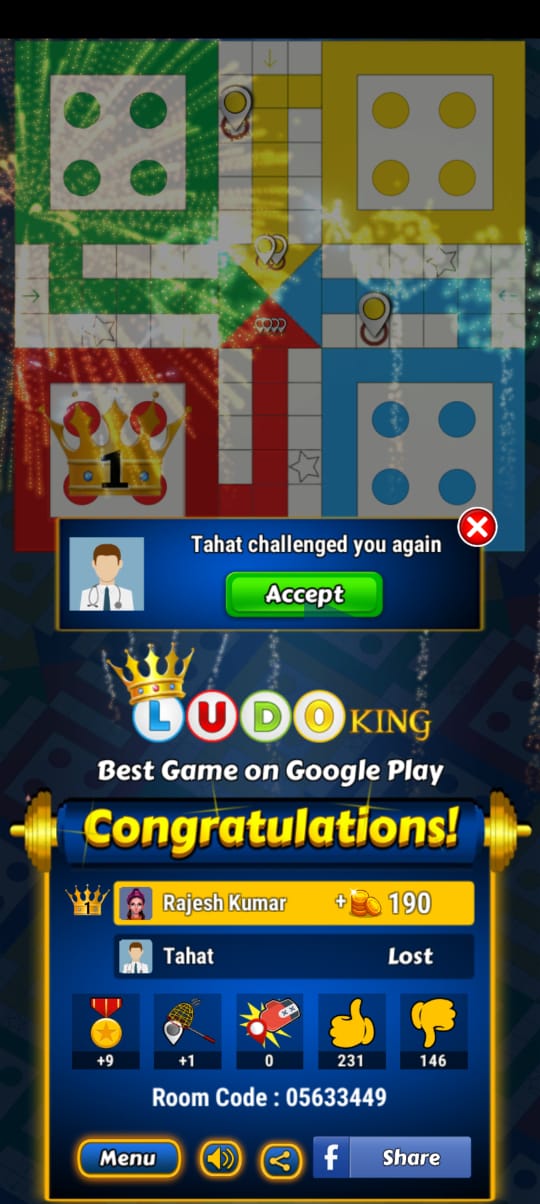 1
Tahat challenged you again
Accept
LUDO KING
Best Game on Google Play
Congratulations!
1 Rajesh Kumar + 190
Tahat Lost
+9 +1 0 231 146
Room Code : 05633449
Menu f Share